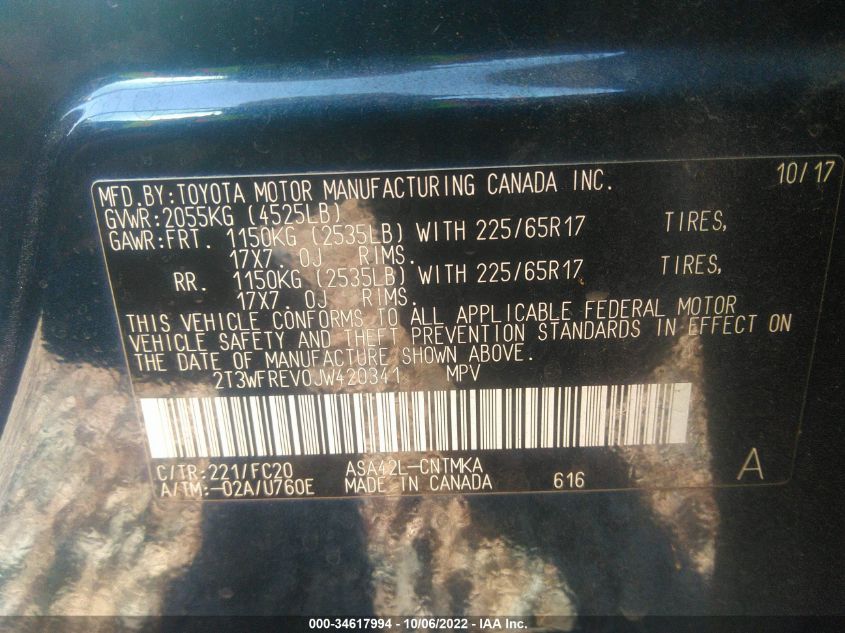 10/17
MFD.BY:TOYOTA MOTOR MANUFACTURING CANADA INC.
GVWR:2055KG (4525LB)
GAWR:FRT. 1150KG (2535LB) WITH 225/65R17 TIRES,
17X7.0J RIMS.
RR. 1150KG (2535LB) WITH 225/65R17 TIRES,
17X7.0J RIMS.
THIS VEHICLE CONFORMS TO ALL APPLICABLE FEDERAL MOTOR
VEHICLE SAFETY AND THEFT PREVENTION STANDARDS IN EFFECT ON
THE DATE OF MANUFACTURE SHOWN ABOVE.
2T3WFREV0JW420341 MPV
C/TR:221/FC20 ASA42L-CNTMKA A
A/TM:-02A/U760E MADE IN CANADA 616
000-34617994 - 10/06/2022 - IAA Inc.